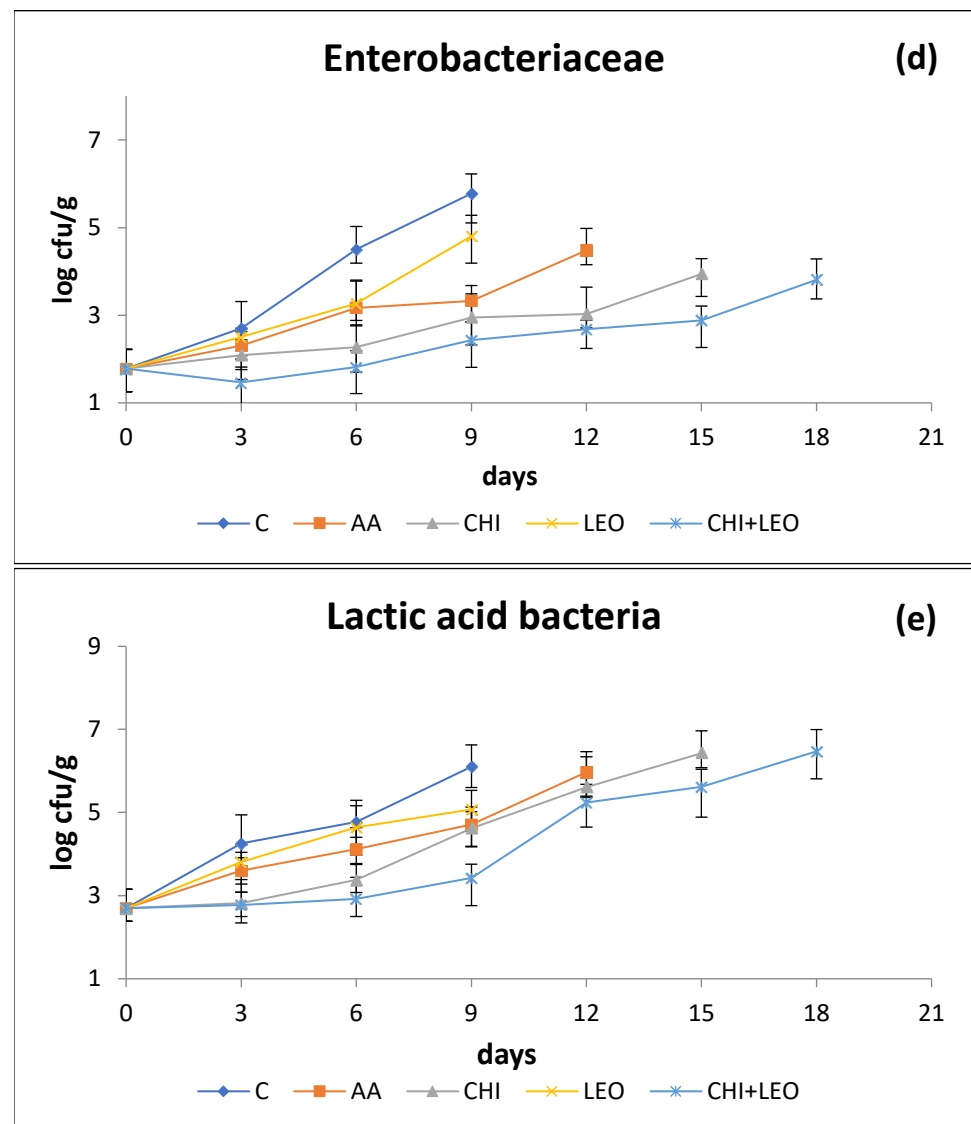 Enterobacteriaceae (d)
7
5
3
1
log cfu/g
0 3 6 9 12 15 18 21
days
C AA CHI LEO CHI+LEO
Lactic acid bacteria (e)
9
7
5
3
1
log cfu/g
0 3 6 9 12 15 18 21
days
C AA CHI LEO CHI+LEO